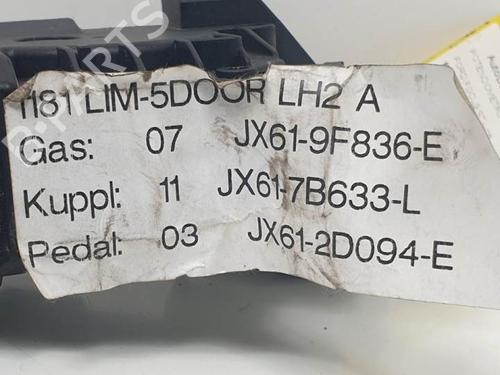 1181 LIM-5DOOR LH2 A
Gas: 07 JX61-9F836-E
Kuppl: 11 JX61-7B633-L
Pedal: 03 JX61-2D094-E